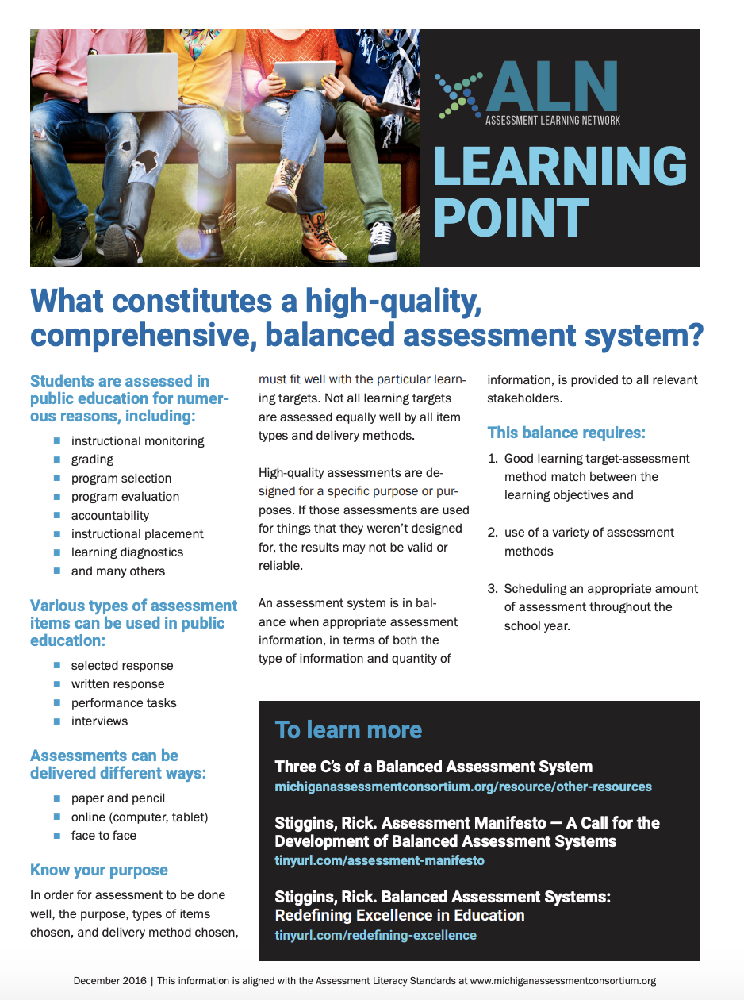 ALN
ASSESSMENT LEARNING NETWORK
LEARNING
POINT
What constitutes a high-quality,
comprehensive, balanced assessment system?
Students are assessed in
public education for numer-
ous reasons, including:
■ instructional monitoring
■ grading
■ program selection
■ program evaluation
■ accountability
■ instructional placement
■ learning diagnostics
■ and many others
Various types of assessment
items can be used in public
education:
■ selected response
■ written response
■ performance tasks
■ interviews
Assessments can be
delivered different ways:
■ paper and pencil
■ online (computer, tablet)
■ face to face
Know your purpose
In order for assessment to be done
well, the purpose, types of items
chosen, and delivery method chosen,
must fit well with the particular learn-
ing targets. Not all learning targets
are assessed equally well by all item
types and delivery methods.
High-quality assessments are de-
signed for a specific purpose or pur-
poses. If those assessments are used
for things that they weren't designed
for, the results may not be valid or
reliable.
An assessment system is in bal-
ance when appropriate assessment
information, in terms of both the
type of information and quantity of
information, is provided to all relevant
stakeholders.
This balance requires:
1. Good learning target-assessment
method match between the
learning objectives and
2. use of a variety of assessment
methods
3. Scheduling an appropriate amount
of assessment throughout the
school year.
To learn more
Three C's of a Balanced Assessment System
michiganassessmentconsortium.org/resource/other-resources
Stiggins, Rick. Assessment Manifesto — A Call for the
Development of Balanced Assessment Systems
tinyurl.com/assessment-manifesto
Stiggins, Rick. Balanced Assessment Systems:
Redefining Excellence in Education
tinyurl.com/redefining-excellence
December 2016 | This information is aligned with the Assessment Literacy Standards at www.michiganassessmentconsortium.org